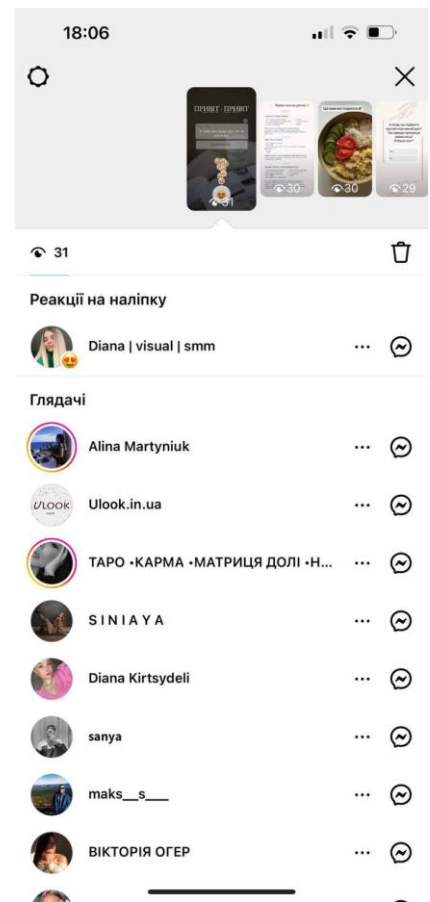 18:06
ПРИВІТ - ПРИВІТ
31
30
30
29
31
Реакції на наліпку
Diana | visual | smm
Глядачі
Alina Martyniuk
ULOOK
Ulook.in.ua
ТАРО •КАРМА •МАТРИЦЯ ДОЛІ •Н...
S I N I A Y A
Diana Kirtsydeli
sanya
maks__s___
ВІКТОРІЯ ОГЕР